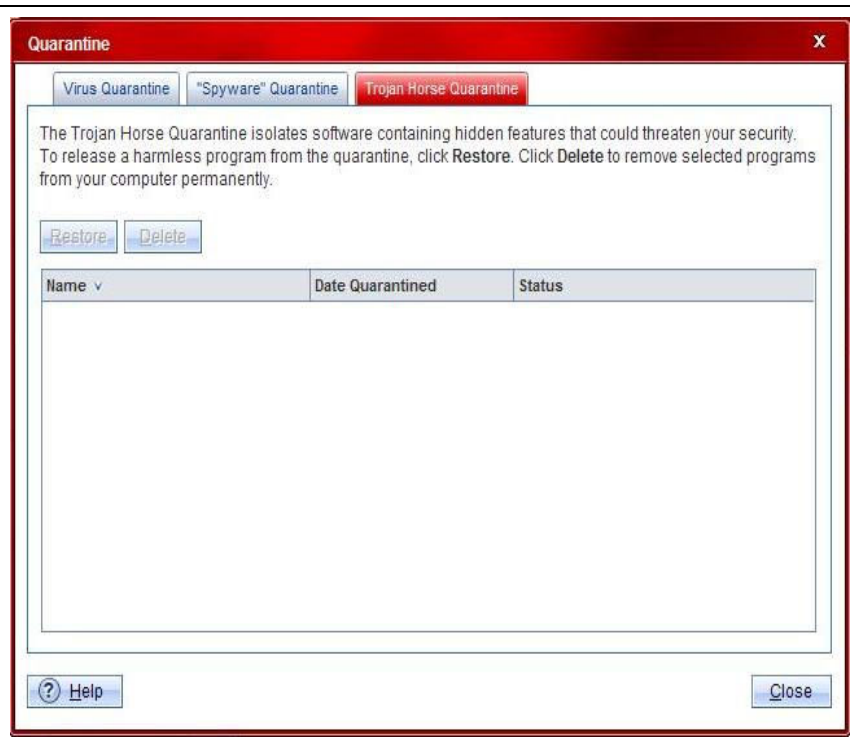 Quarantine X
Virus Quarantine "Spyware" Quarantine Trojan Horse Quarantine
The Trojan Horse Quarantine isolates software containing hidden features that could threaten your security.
To release a harmless program from the quarantine, click Restore. Click Delete to remove selected programs
from your computer permanently.
Restore Delete
Name Date Quarantined Status
? Help Close